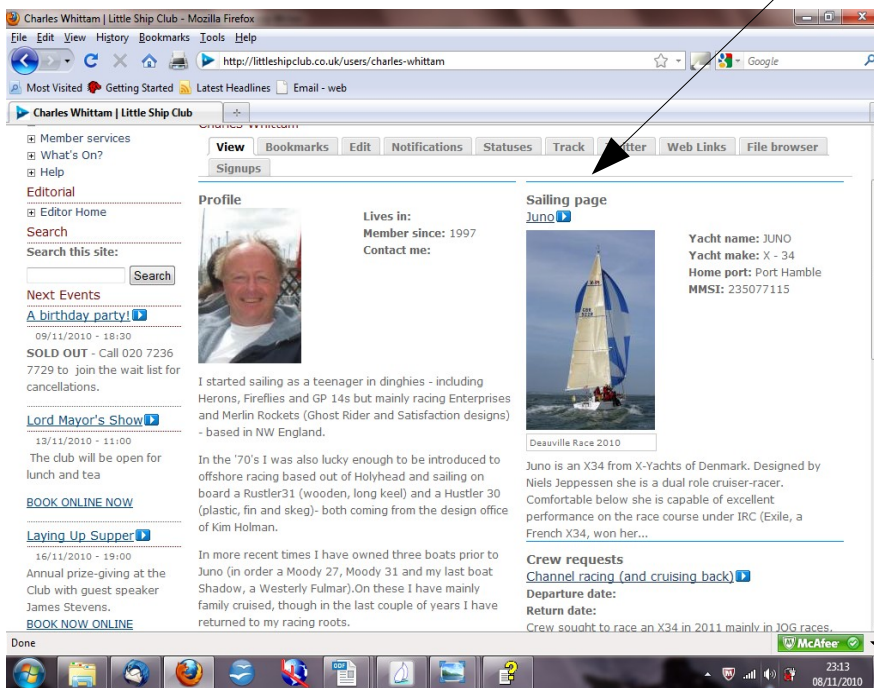 Charles Whittam | Little Ship Club - Mozilla Firefox
File Edit View History Bookmarks Tools Help
http://littleshipclub.co.uk/users/charles-whittam
Google
Most Visited Getting Started Latest Headlines Email - web
Charles Whittam | Little Ship Club
Member services
What's On?
Help
Editorial
Editor Home
Search
Search this site:
Search
Next Events
A birthday party!
09/11/2010 - 18:30
SOLD OUT - Call 020 7236
7729 to join the wait list for
cancellations.
Lord Mayor's Show
13/11/2010 - 11:00
The club will be open for
lunch and tea
BOOK ONLINE NOW
Laying Up Supper
16/11/2010 - 19:00
Annual prize-giving at the
Club with guest speaker
James Stevens.
BOOK NOW ONLINE
Charles Whittam
View Bookmarks Edit Notifications Statuses Track Twitter Web Links File browser
Signups
Profile
Lives in:
Member since: 1997
Contact me:
I started sailing as a teenager in dinghies - including
Herons, Fireflies and GP 14s but mainly racing Enterprises
and Merlin Rockets (Ghost Rider and Satisfaction designs)
- based in NW England.
In the '70's I was also lucky enough to be introduced to
offshore racing based out of Holyhead and sailing on
board a Rustler31 (wooden, long keel) and a Hustler 30
(plastic, fin and skeg)- both coming from the design office
of Kim Holman.
In more recent times I have owned three boats prior to
Juno (in order a Moody 27, Moody 31 and my last boat
Shadow, a Westerly Fulmar).On these I have mainly
family cruised, though in the last couple of years I have
returned to my racing roots.
Sailing page
Juno
Yacht name: JUNO
Yacht make: X - 34
Home port: Port Hamble
MMSI: 235077115
Deauville Race 2010
Juno is an X34 from X-Yachts of Denmark. Designed by
Niels Jeppessen she is a dual role cruiser-racer.
Comfortable below she is capable of excellent
performance on the race course under IRC (Exile, a
French X34, won her...
Crew requests
Channel racing (and cruising back)
Departure date:
Return date:
Crew sought to race an X34 in 2011 mainly in JOG races.
Done
McAfee
ODF
23:13
08/11/2010